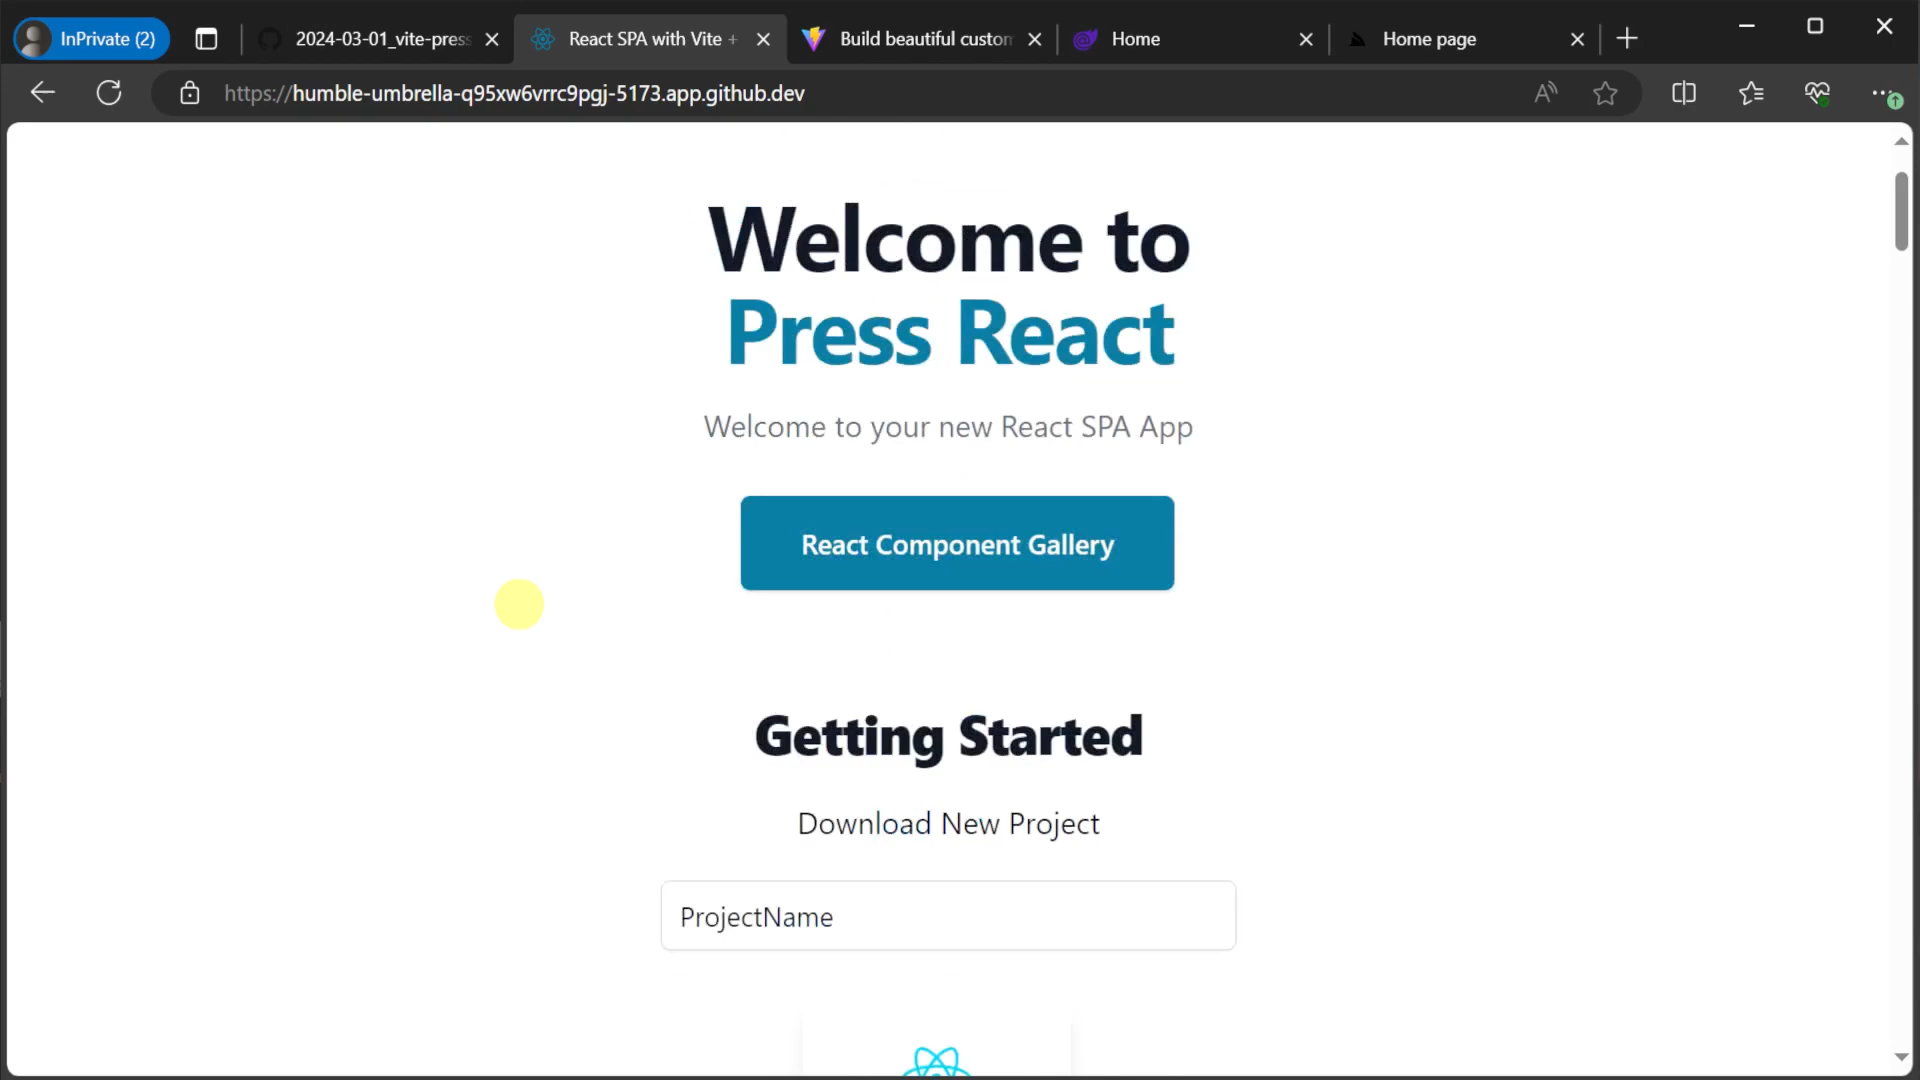 InPrivate (2)
2024-03-01_vite-press
React SPA with Vite +
Build beautiful custom
Home
Home page
https://humble-umbrella-q95xw6vrrc9pgj-5173.app.github.dev
Welcome to
Press React
Welcome to your new React SPA App
React Component Gallery
Getting Started
Download New Project
ProjectName